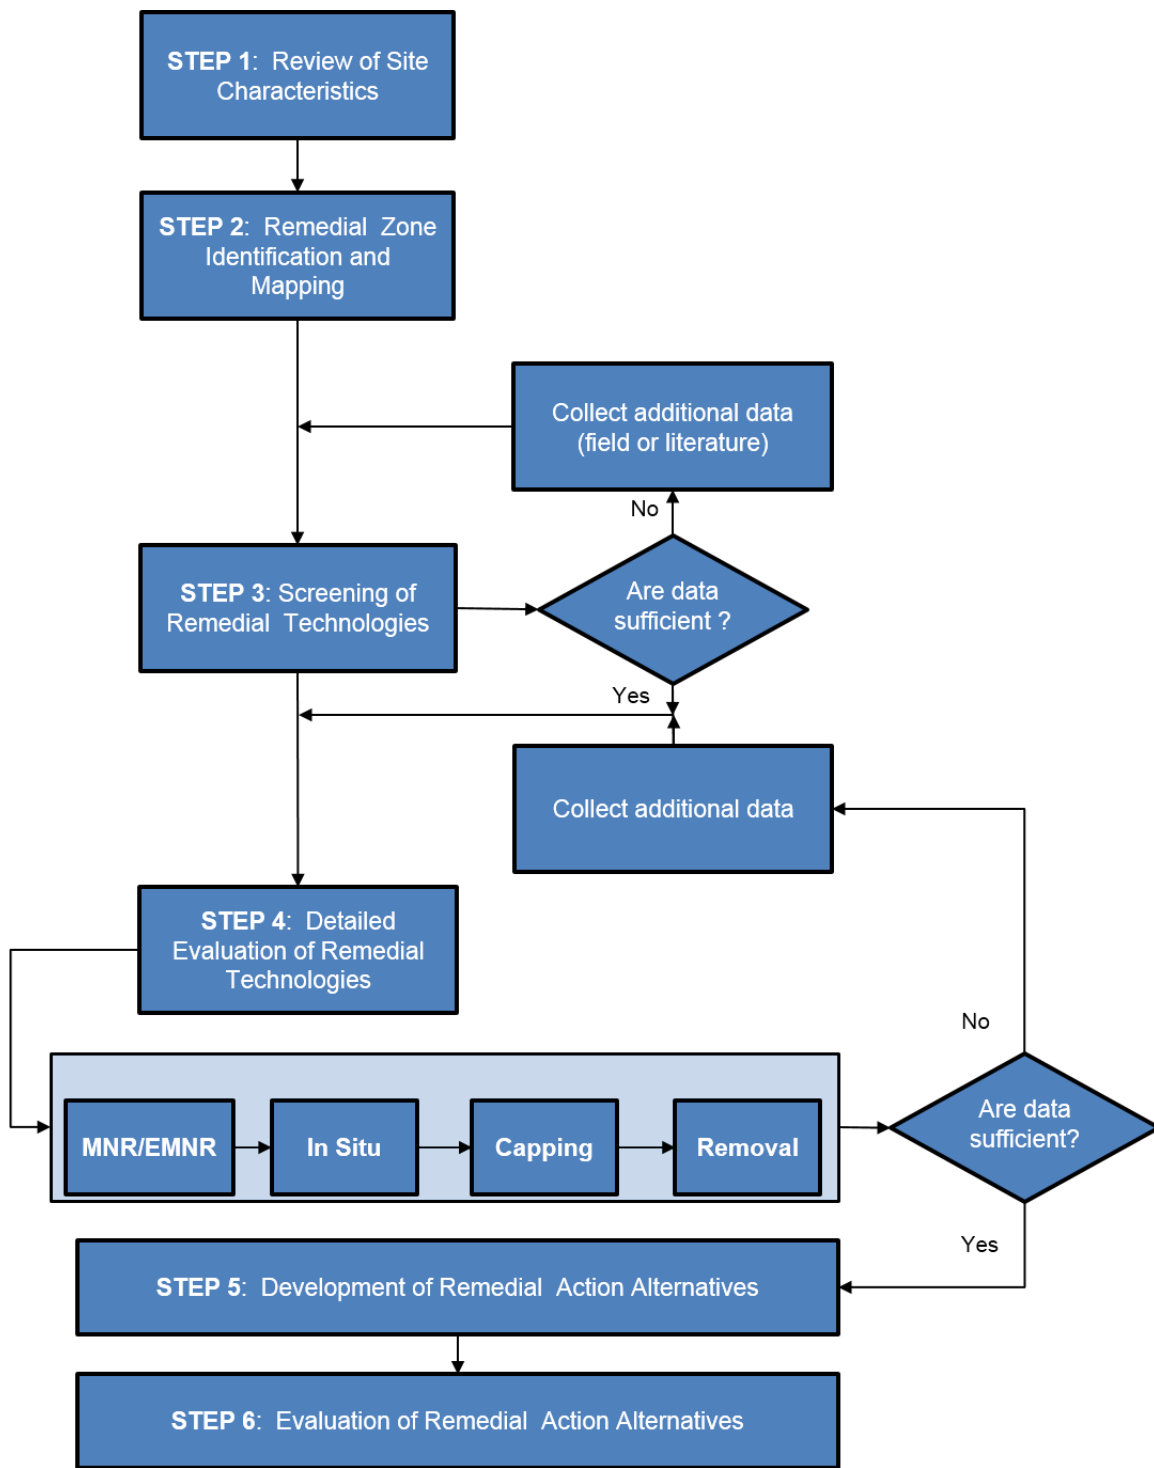 STEP 1: Review of Site
Characteristics
STEP 2: Remedial Zone
Identification and
Mapping
Collect additional data
(field or literature)
No
STEP 3: Screening of
Remedial Technologies
Are data
sufficient ?
Yes
Collect additional data
STEP 4: Detailed
Evaluation of Remedial
Technologies
No
MNR/EMNR
In Situ
Capping
Removal
Are data
sufficient?
Yes
STEP 5: Development of Remedial Action Alternatives
STEP 6: Evaluation of Remedial Action Alternatives